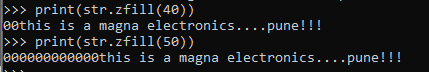 >>> print(str.zfill(40))
00this is a magna electronics....pune!!!
>>> print(str.zfill(50))
000000000000this is a magna electronics....pune!!!